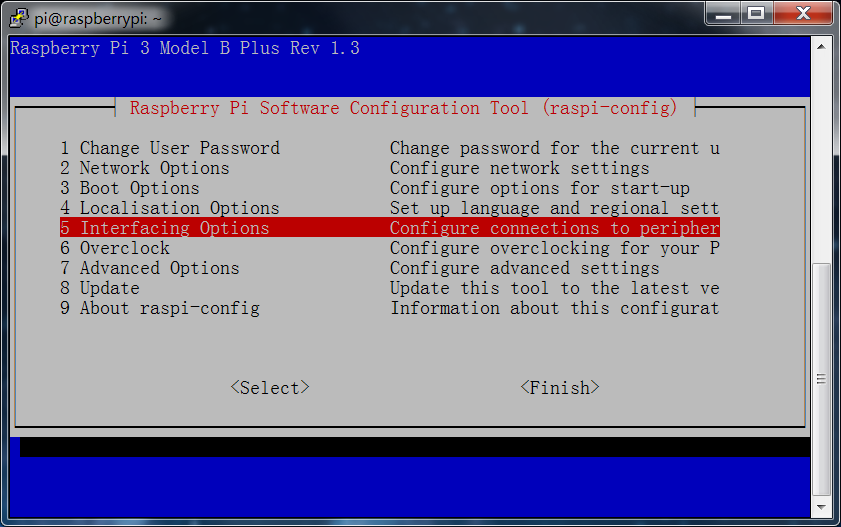 pi@raspberrypi: ~
Raspberry Pi 3 Model B Plus Rev 1.3
Raspberry Pi Software Configuration Tool (raspi-config)
1 Change User Password Change password for the current u
2 Network Options Configure network settings
3 Boot Options Configure options for start-up
4 Localisation Options Set up language and regional sett
5 Interfacing Options Configure connections to peripher
6 Overclock Configure overclocking for your P
7 Advanced Options Configure advanced settings
8 Update Update this tool to the latest ve
9 About raspi-config Information about this configurat
<Select> <Finish>